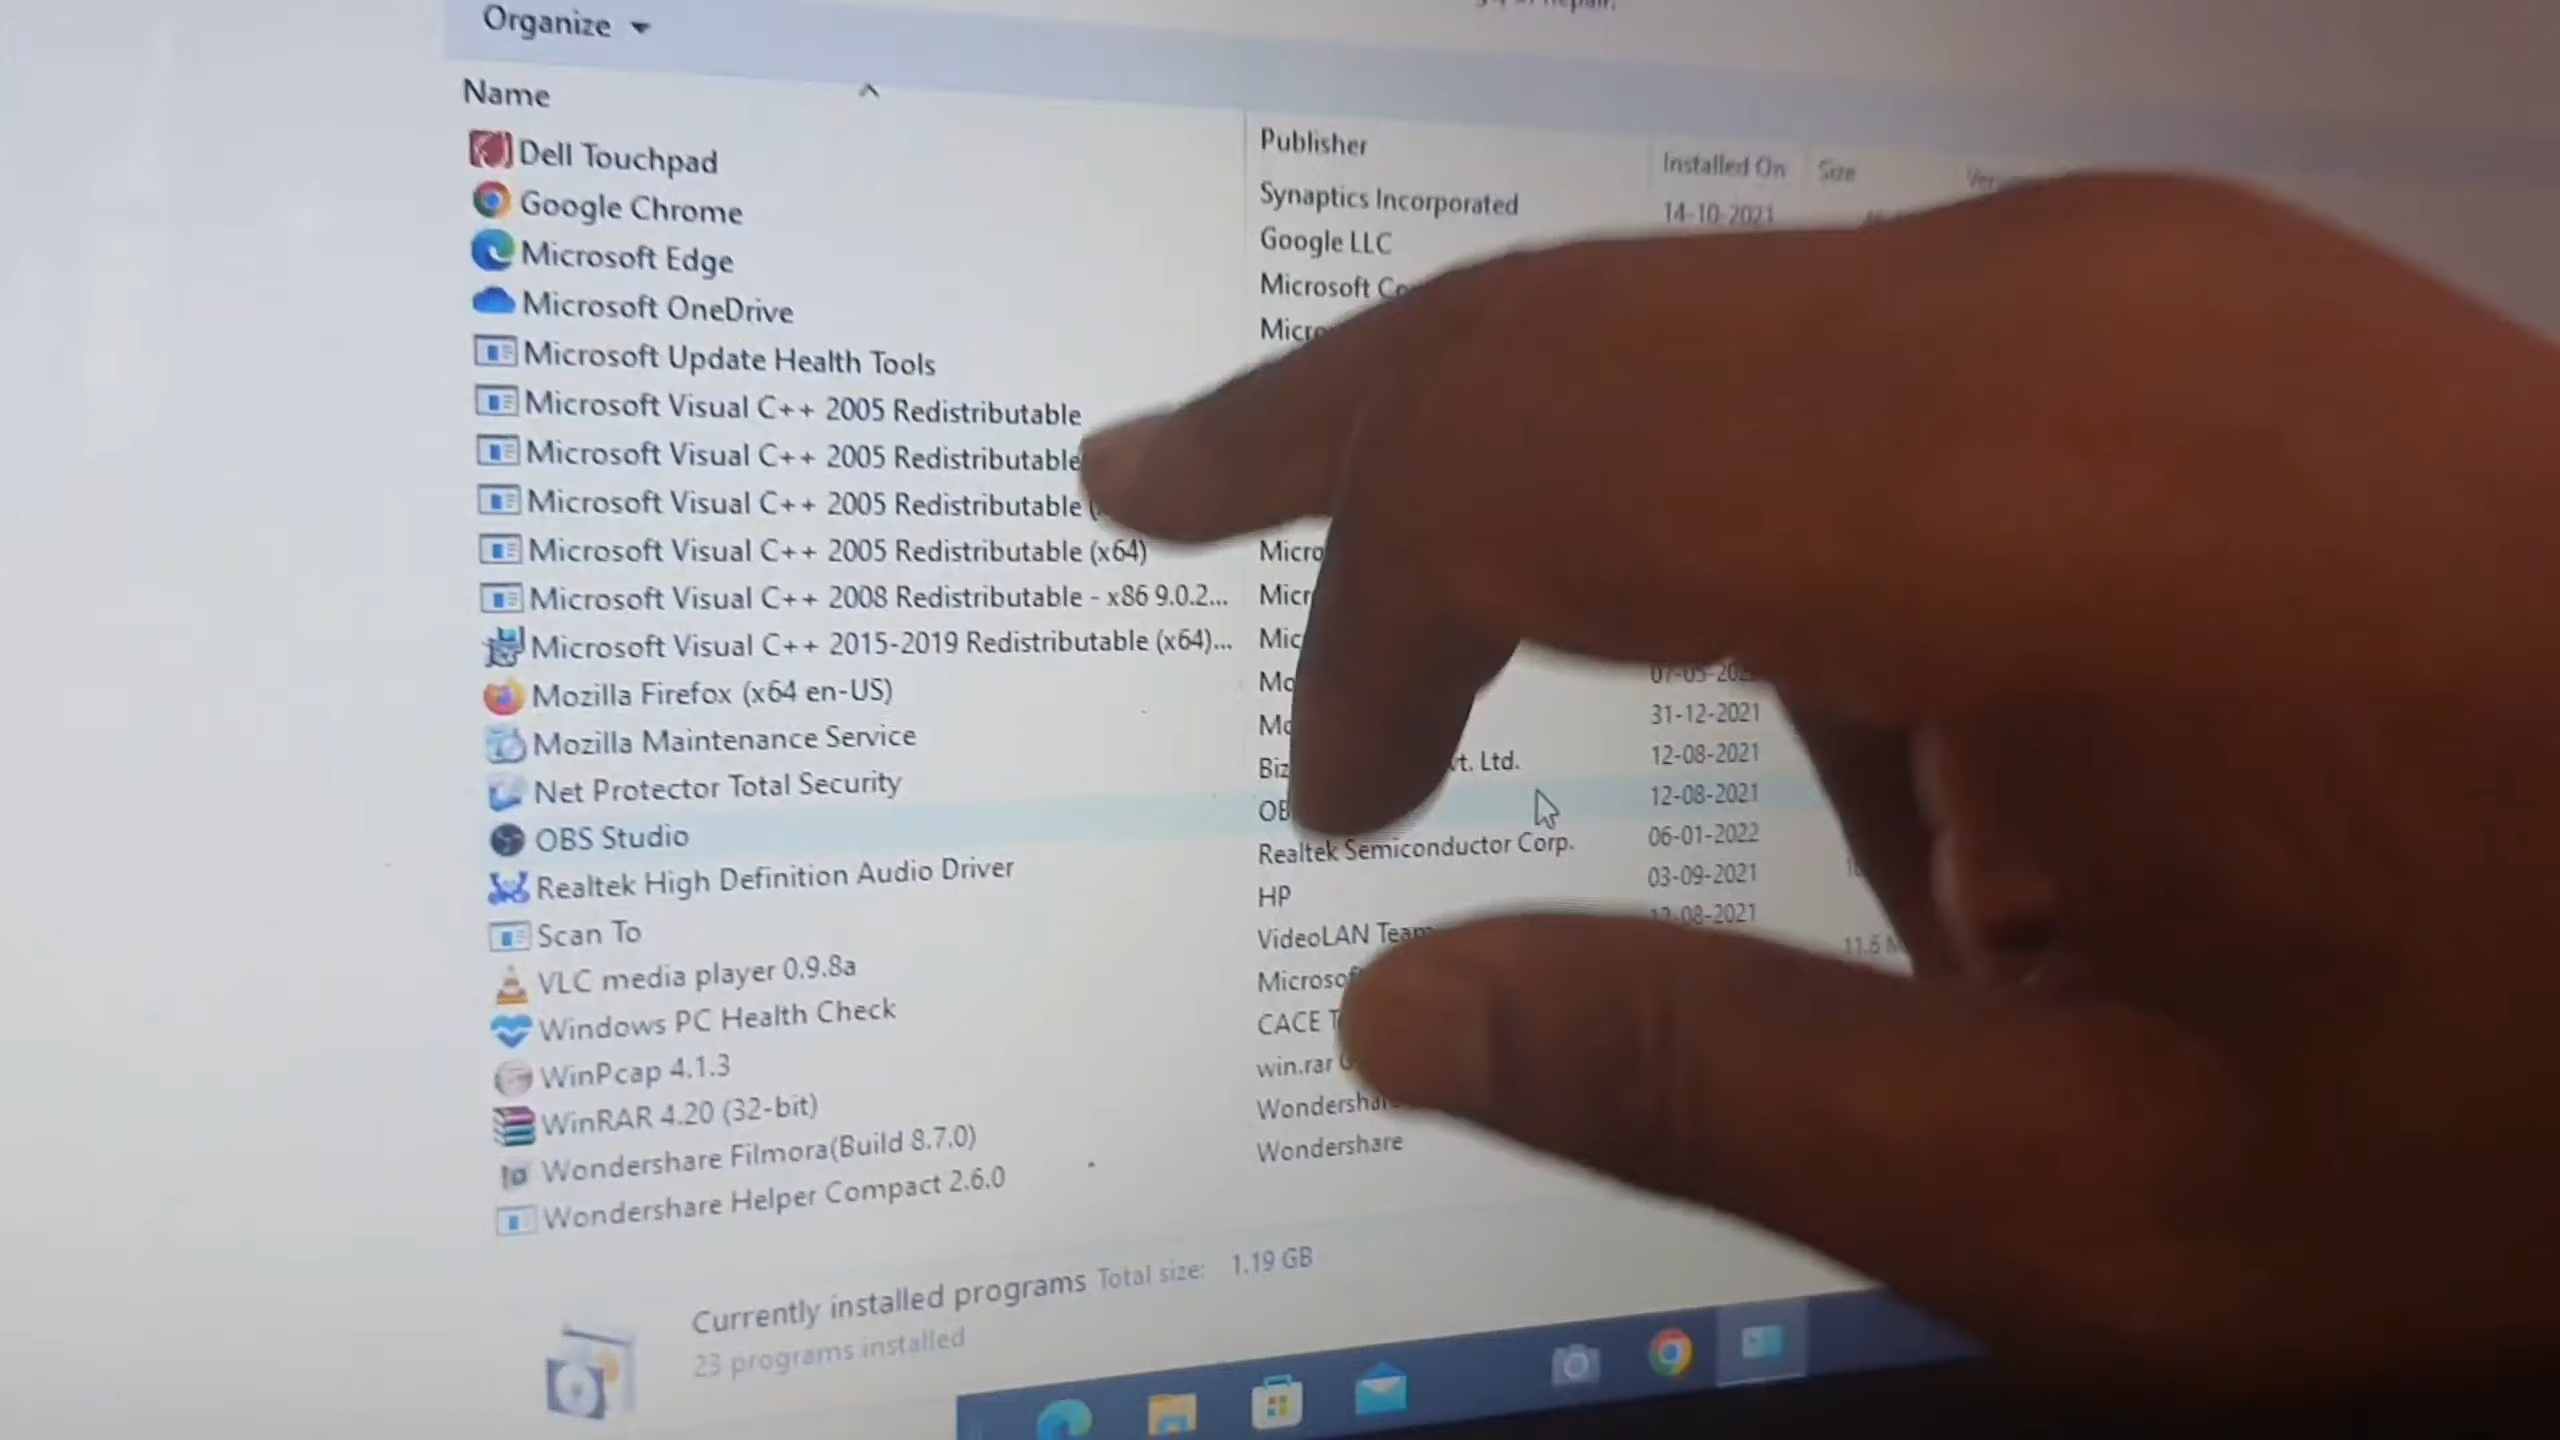 Organize
Name Publisher Installed On Size
Dell Touchpad Synaptics Incorporated 14-10-2021
Google Chrome Google LLC
Microsoft Edge Microsoft
Microsoft OneDrive
Microsoft Update Health Tools
Microsoft Visual C++ 2005 Redistributable
Microsoft Visual C++ 2005 Redistributable
Microsoft Visual C++ 2005 Redistributable
Microsoft Visual C++ 2005 Redistributable (x64)
Microsoft Visual C++ 2008 Redistributable - x86 9.0.2...
Microsoft Visual C++ 2015-2019 Redistributable (x64)...
Mozilla Firefox (x64 en-US)
Mozilla Maintenance Service 31-12-2021
Net Protector Total Security Ltd. 12-08-2021
OBS Studio 12-08-2021
Realtek High Definition Audio Driver Realtek Semiconductor Corp. 06-01-2022
Scan To HP 03-09-2021
VLC media player 0.9.8a VideoLAN Team
Windows PC Health Check
WinPcap 4.1.3 CACE
WinRAR 4.20 (32-bit) win.rar
Wondershare Filmora(Build 8.7.0)
Wondershare Helper Compact 2.6.0 Wondershare
Currently installed programs Total size: 1.19 GB
23 programs installed